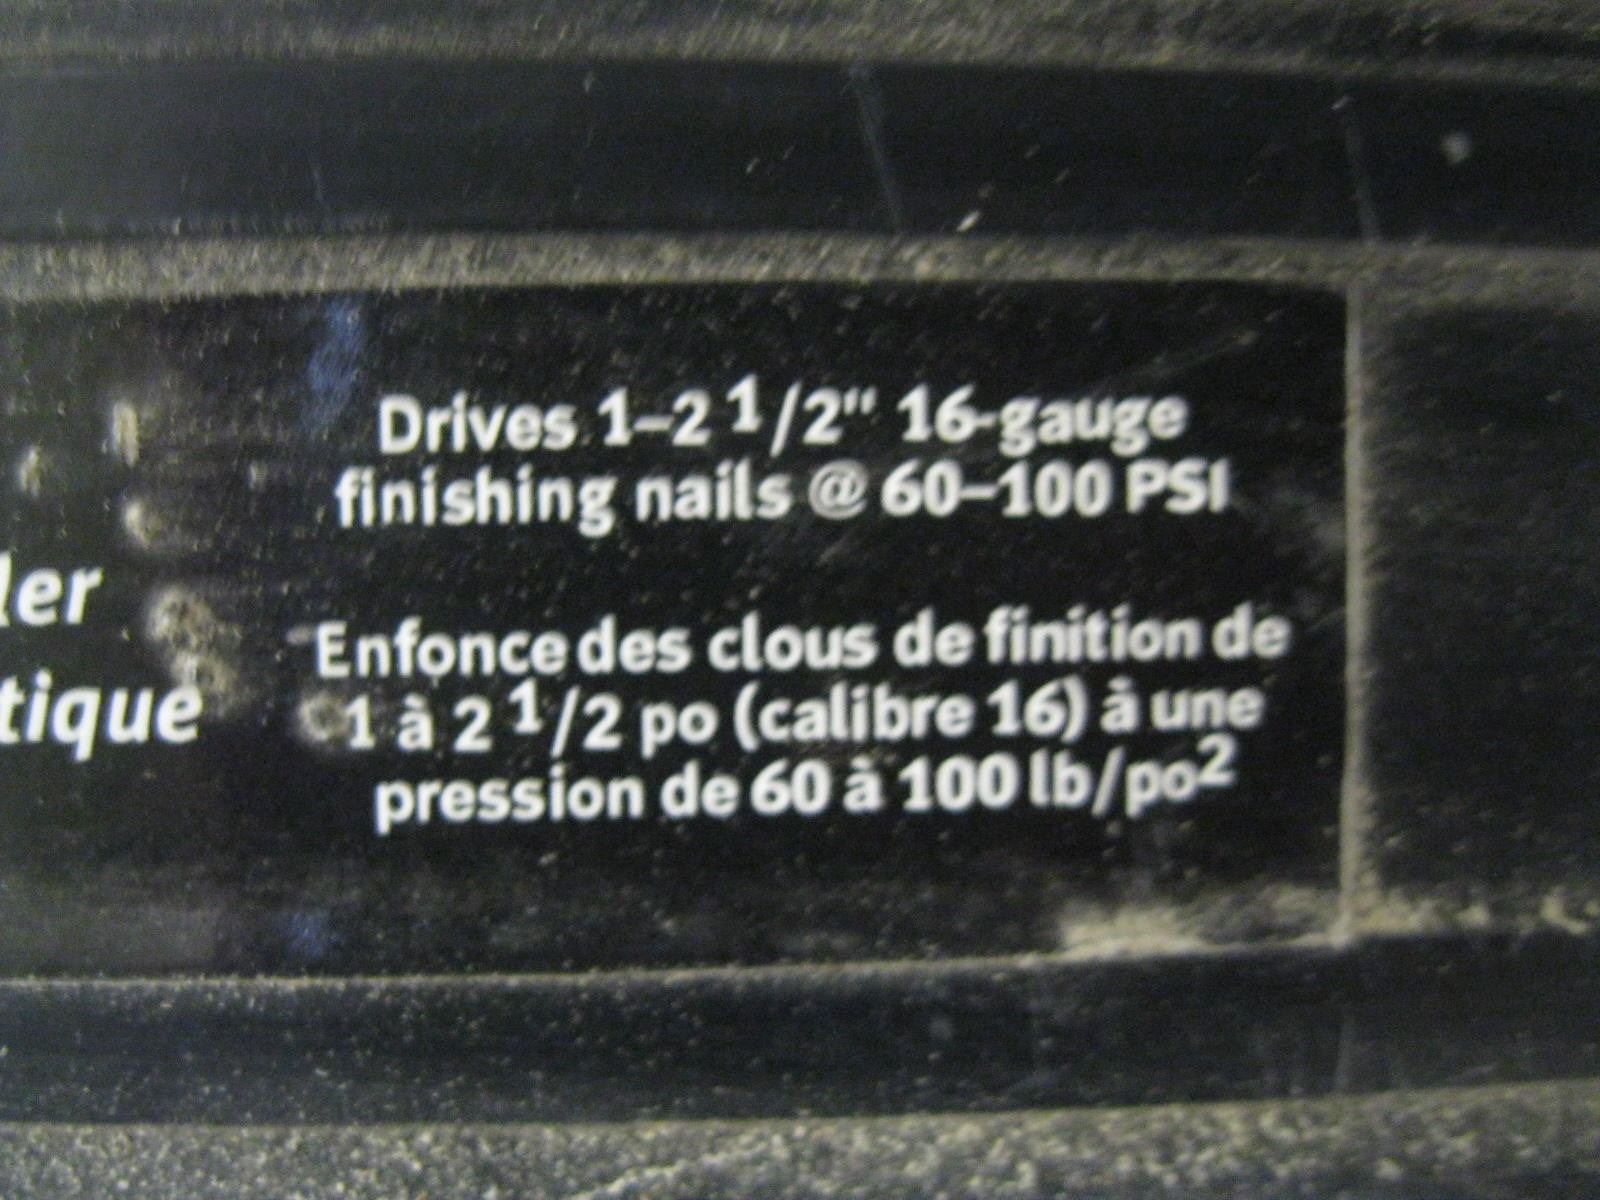 Drives 1–2 1/2" 16-gauge
finishing nails @ 60–100 PSI
ler
tique
Enfonce des clous de finition de
1 à 2 1/2 po (calibre 16) à une
pression de 60 à 100 lb/po²